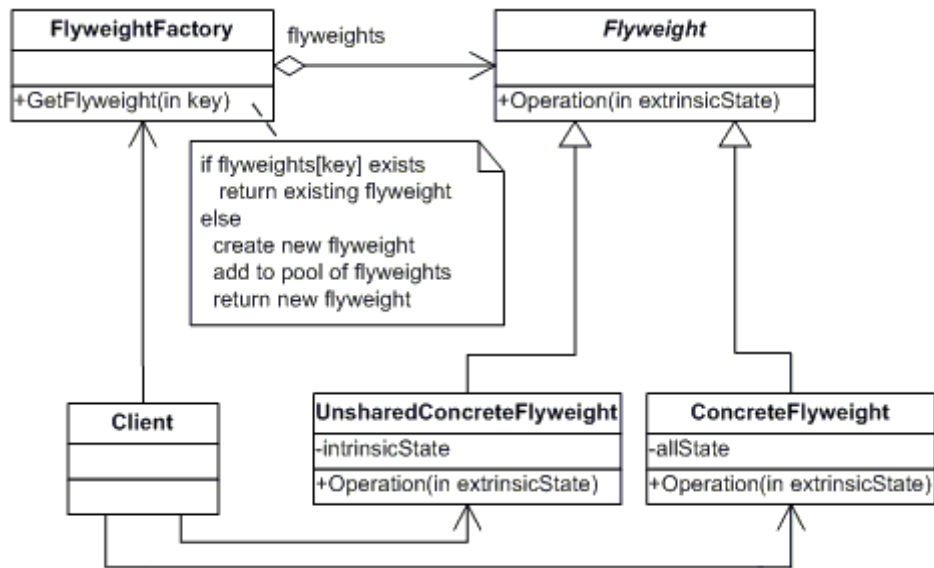 FlyweightFactory
+GetFlyweight(in key)
flyweights
Flyweight
+Operation(in extrinsicState)
if flyweights[key] exists
return existing flyweight
else
create new flyweight
add to pool of flyweights
return new flyweight
Client
UnsharedConcreteFlyweight
-intrinsicState
+Operation(in extrinsicState)
ConcreteFlyweight
-allState
+Operation(in extrinsicState)